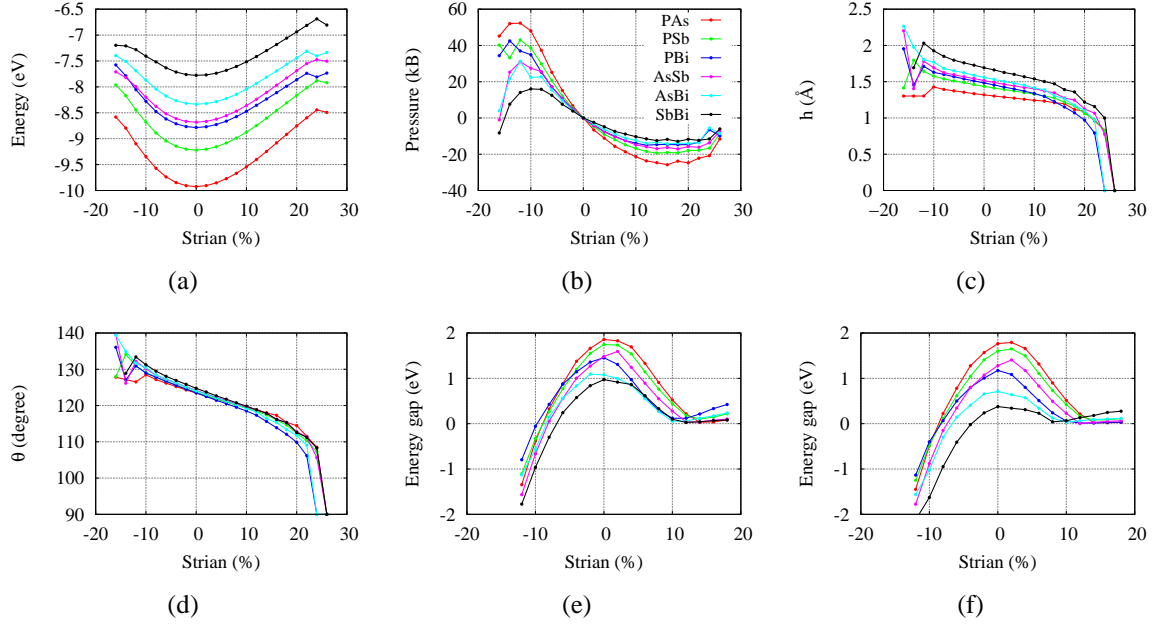 -6.5
-7
-7.5
-8
-8.5
-9
-9.5
-10
-20 -10 0 10 20 30
Energy (eV)
Strian (%)
(a)
60
40
20
0
-20
-40
-20 -10 0 10 20 30
Pressure (kB)
Strian (%)
PAs
PSb
PBi
AsSb
AsBi
SbBi
(b)
2.5
2
1.5
1
0.5
0
−20 −10 0 10 20 30
h (Å)
Strian (%)
(c)
140
130
120
110
100
90
-20 -10 0 10 20 30
θ (degree)
Strian (%)
(d)
2
1
0
-1
-2
-20 -10 0 10 20
Energy gap (eV)
Strian (%)
(e)
2
1
0
-1
-2
-20 -10 0 10 20
Energy gap (eV)
Strian (%)
(f)